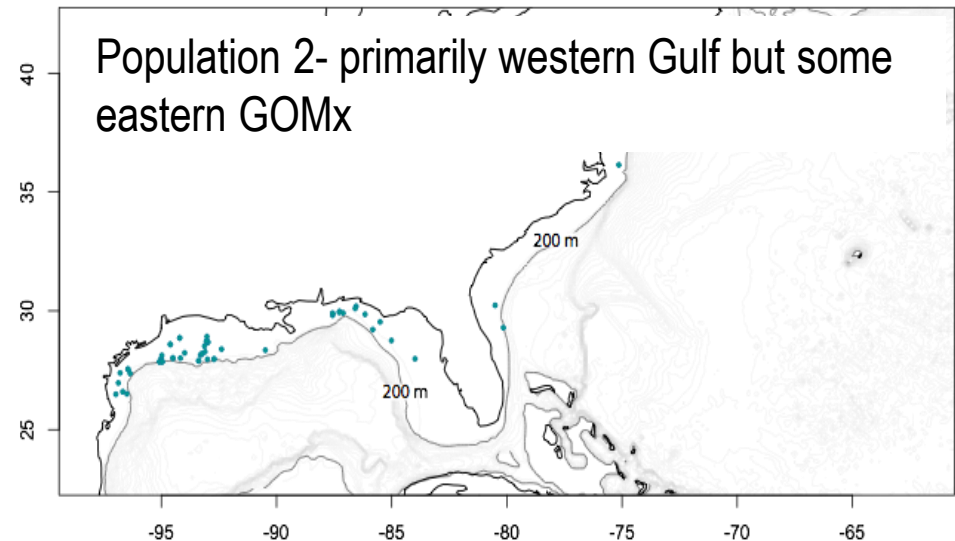 Population 2- primarily western Gulf but some
eastern GOMx
40
35
30
25
200 m
200 m
-95 -90 -85 -80 -75 -70 -65